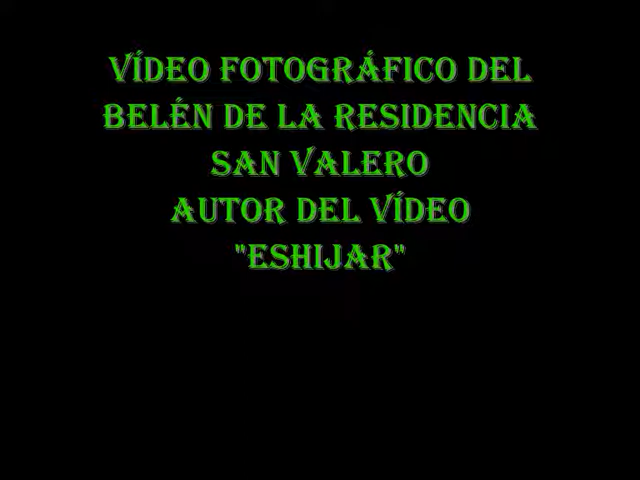 VÍDEO FOTOGRÁFICO DEL
BELÉN DE LA RESIDENCIA
SAN VALERO
AUTOR DEL VÍDEO
"ESHIJAR"